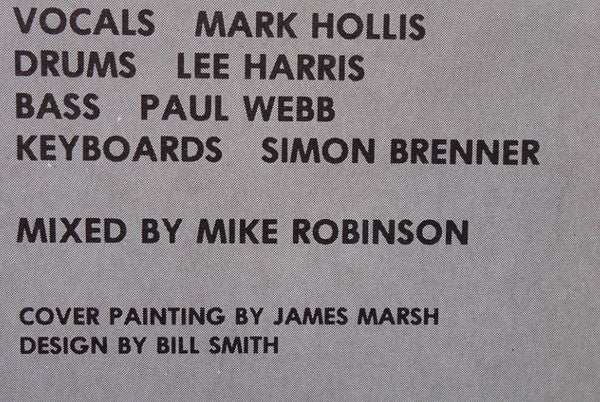 VOCALS MARK HOLLIS
DRUMS LEE HARRIS
BASS PAUL WEBB
KEYBOARDS SIMON BRENNER
MIXED BY MIKE ROBINSON
COVER PAINTING BY JAMES MARSH
DESIGN BY BILL SMITH